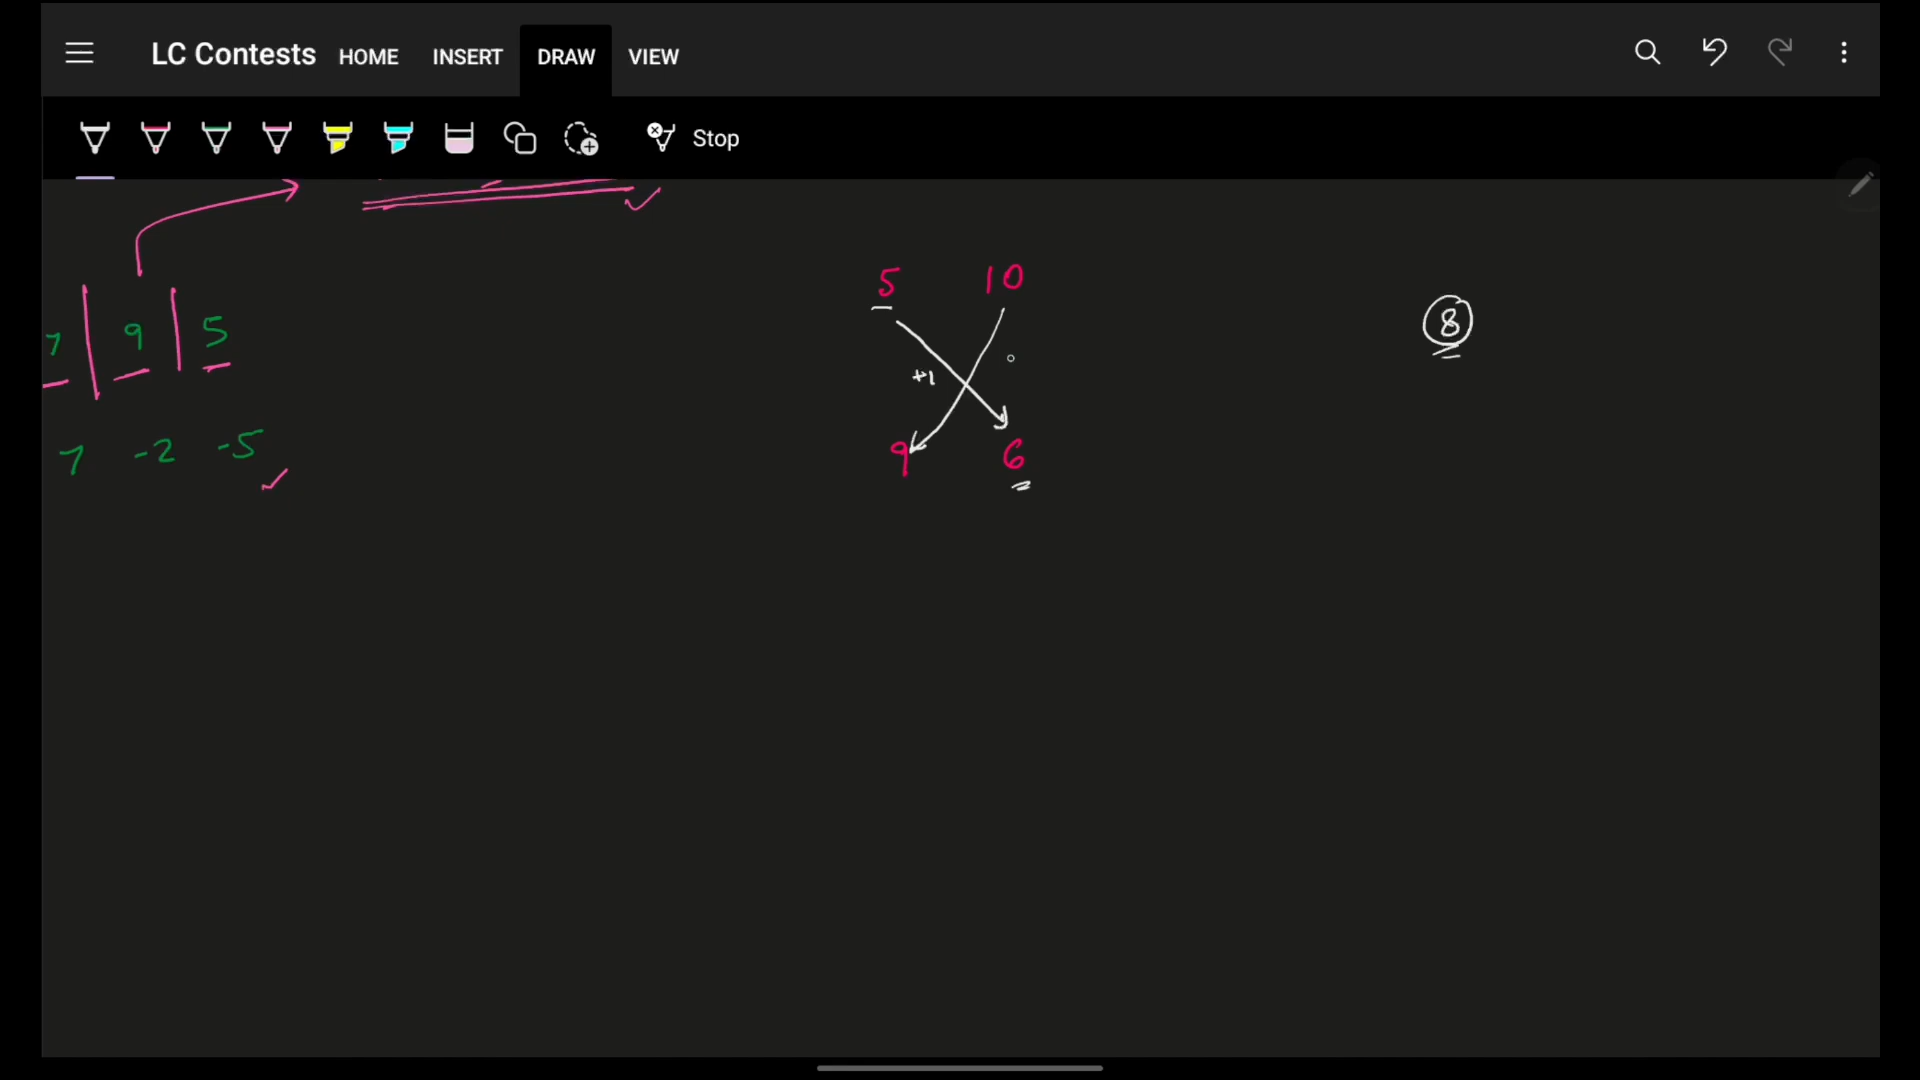 LC Contests HOME INSERT DRAW VIEW
Stop
5 10
8
7 9 5
+1
7 -2 -5
9 6